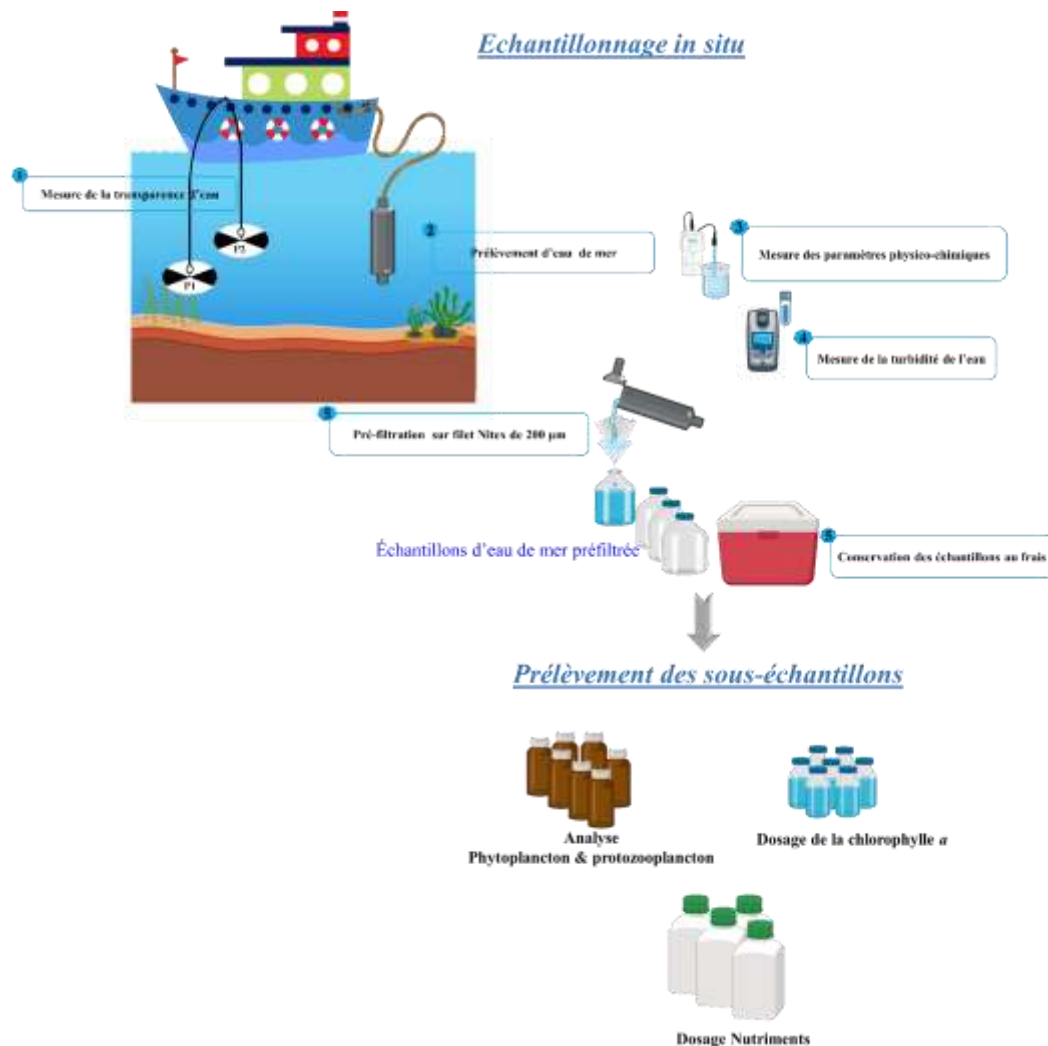 Echantillonnage in situ
1
Mesure de la transparence d'eau
P2
P1
2
Prélèvement d'eau de mer
3
Mesure des paramètres physico-chimiques
4
Mesure de la turbidité de l'eau
5
Pré-filtration sur filet Nitex de 200 µm
Échantillons d'eau de mer préfiltrée
5
Conservation des échantillons au frais
Prélèvement des sous-échantillons
Analyse
Phytoplancton & protozooplancton
Dosage de la chlorophylle a
Dosage Nutriments